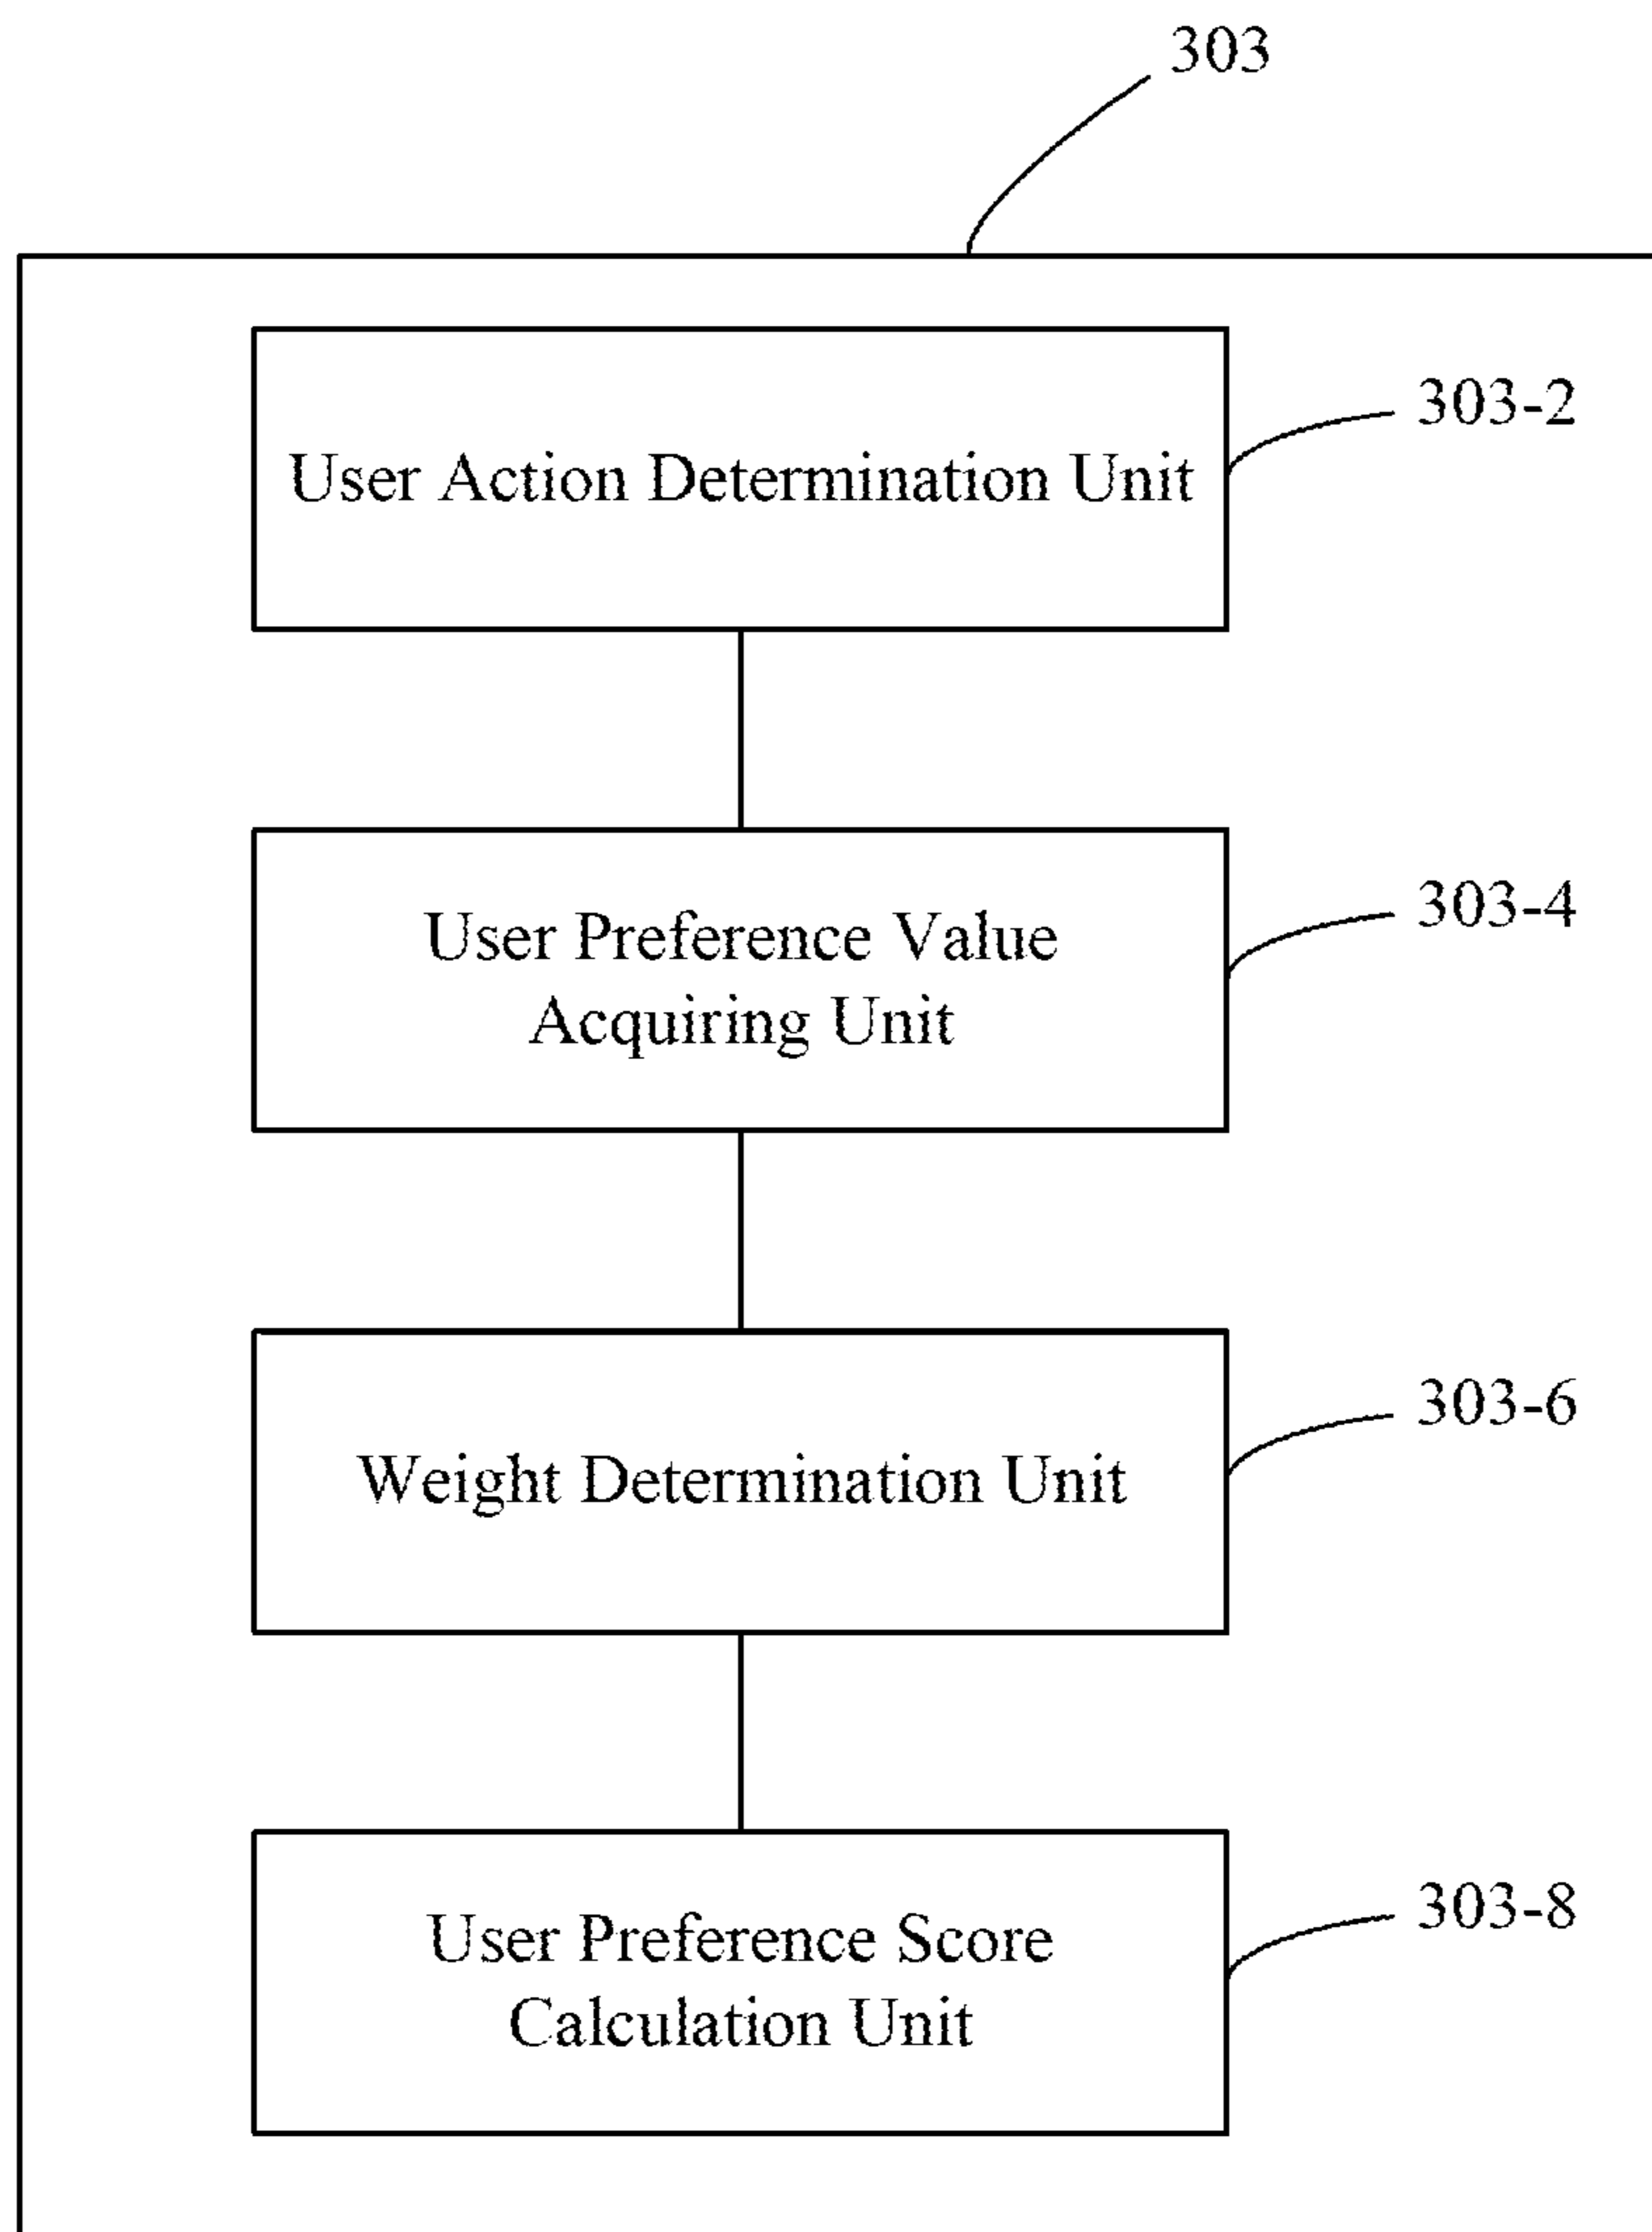 303
303-2
User Action Determination Unit
303-4
User Preference Value
Acquiring Unit
303-6
Weight Determination Unit
303-8
User Preference Score
Calculation Unit